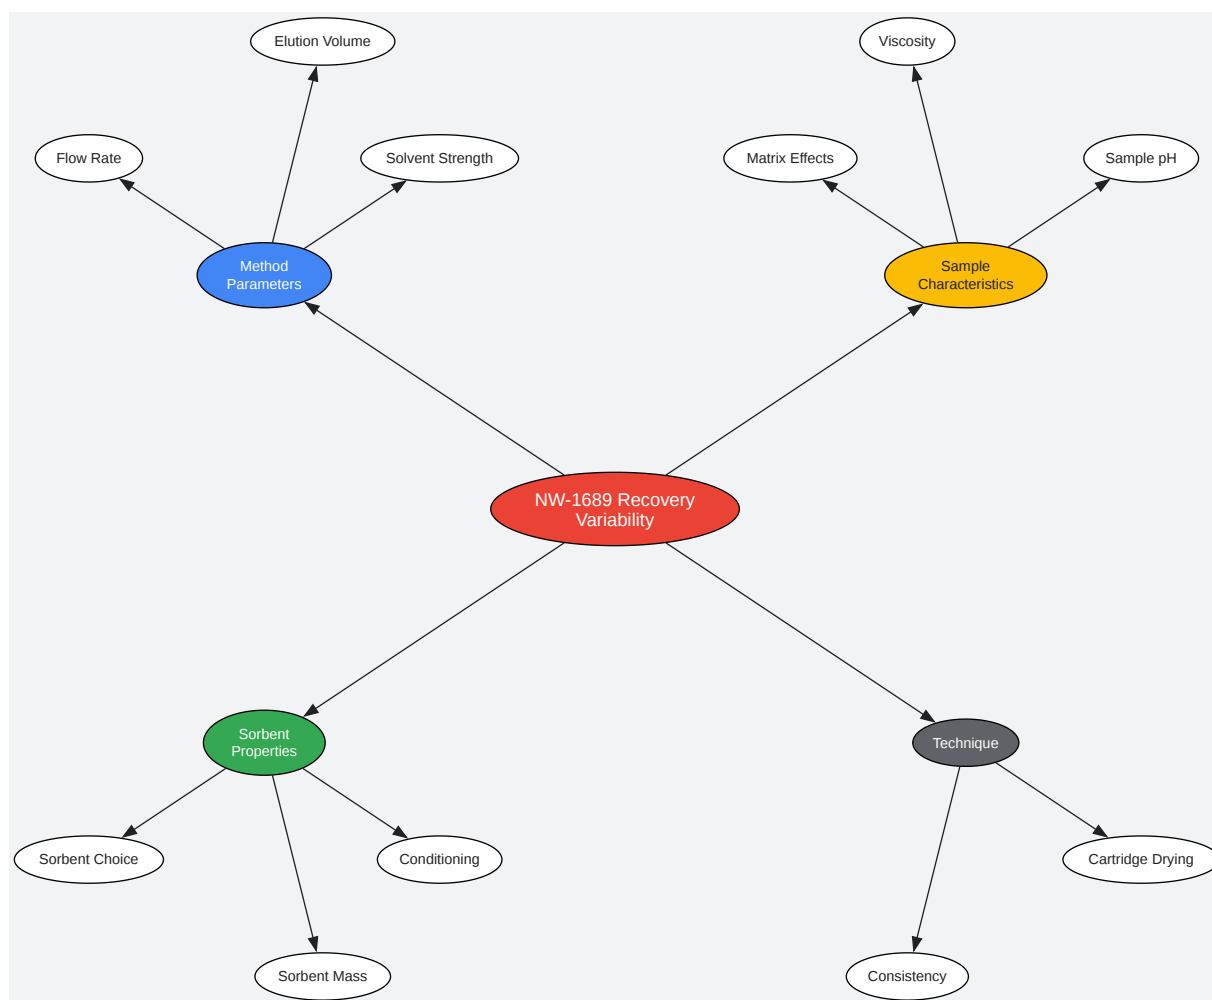 Elution Volume
Viscosity
Flow Rate
Solvent Strength
Matrix Effects
Sample pH
Method
Parameters
Sample
Characteristics
NW-1689 Recovery
Variability
Sorbent
Properties
Technique
Sorbent Choice
Conditioning
Cartridge Drying
Sorbent Mass
Consistency